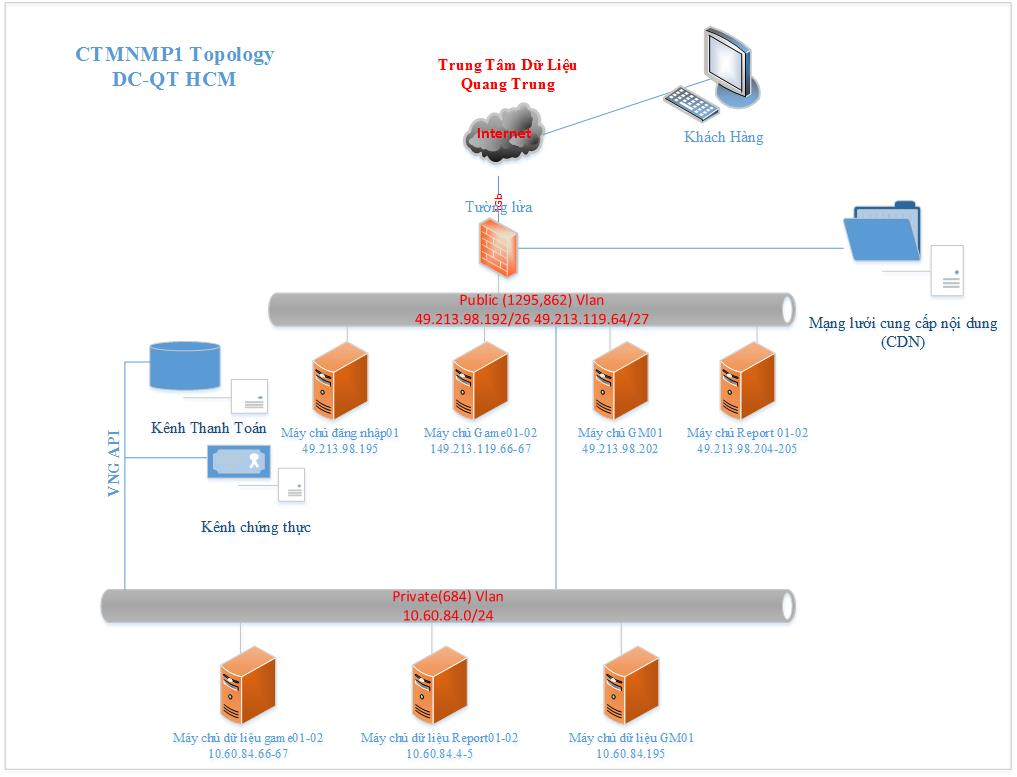 CTMNMP1 Topology
DC-QT HCM
Trung Tâm Dữ Liệu
Quang Trung
Internet
Khách Hàng
1Gb
Tường lửa
Public (1295,862) Vlan
49.213.98.192/26 49.213.119.64/27
Mạng lưới cung cấp nội dung
(CDN)
Kênh Thanh Toán
Máy chủ đăng nhập01
49.213.98.195
Máy chủ Game01-02
149.213.119.66-67
Máy chủ GM01
49.213.98.202
Máy chủ Report 01-02
49.213.98.204-205
VNG API
Kênh chứng thực
Private(684) Vlan
10.60.84.0/24
Máy chủ dữ liệu game01-02
10.60.84.66-67
Máy chủ dữ liệu Report01-02
10.60.84.4-5
Máy chủ dữ liệu GM01
10.60.84.195